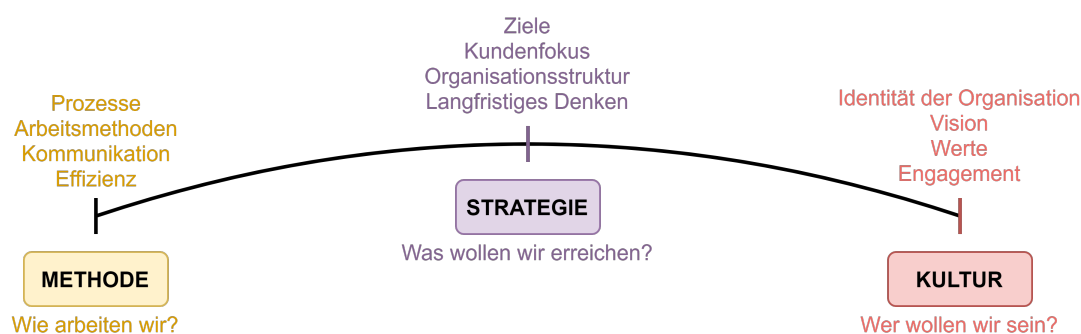 Prozesse
Arbeitsmethoden
Kommunikation
Effizienz
METHODE
Wie arbeiten wir?
Ziele
Kundenfokus
Organisationsstruktur
Langfristiges Denken
STRATEGIE
Was wollen wir erreichen?
Identität der Organisation
Vision
Werte
Engagement
KULTUR
Wer wollen wir sein?